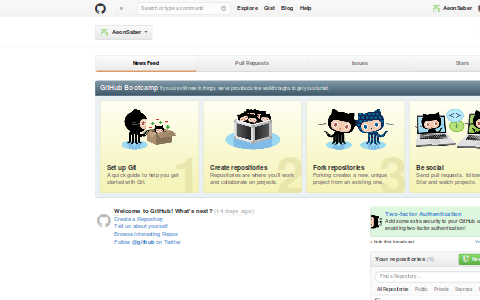 Search or type a command
Explore Gist Blog Help
AeonSaber
AeonSaber
News Feed Pull Requests Issues Stars
GitHub Bootcamp If you are still new to things, we've provided a few walkthroughs to get you started.
1 2 3
Set up Git
A quick guide to help you get
started with Git.
Create repositories
Repositories are where you'll work
and collaborate on projects.
Fork repositories
Forking creates a new, unique
project from an existing one.
Be social
Send pull requests, follow
Star and watch projects.
Welcome to GitHub! What's next? (14 days ago)
Create a Repository
Tell us about yourself
Browse Interesting Repos
Follow @github on Twitter
Two-factor Authentication
Add some extra security to your GitHub a
enabling two-factor authentication!
hide this broadcast
Your repositories
Find a Repository...
All Repositories Public Private Sources